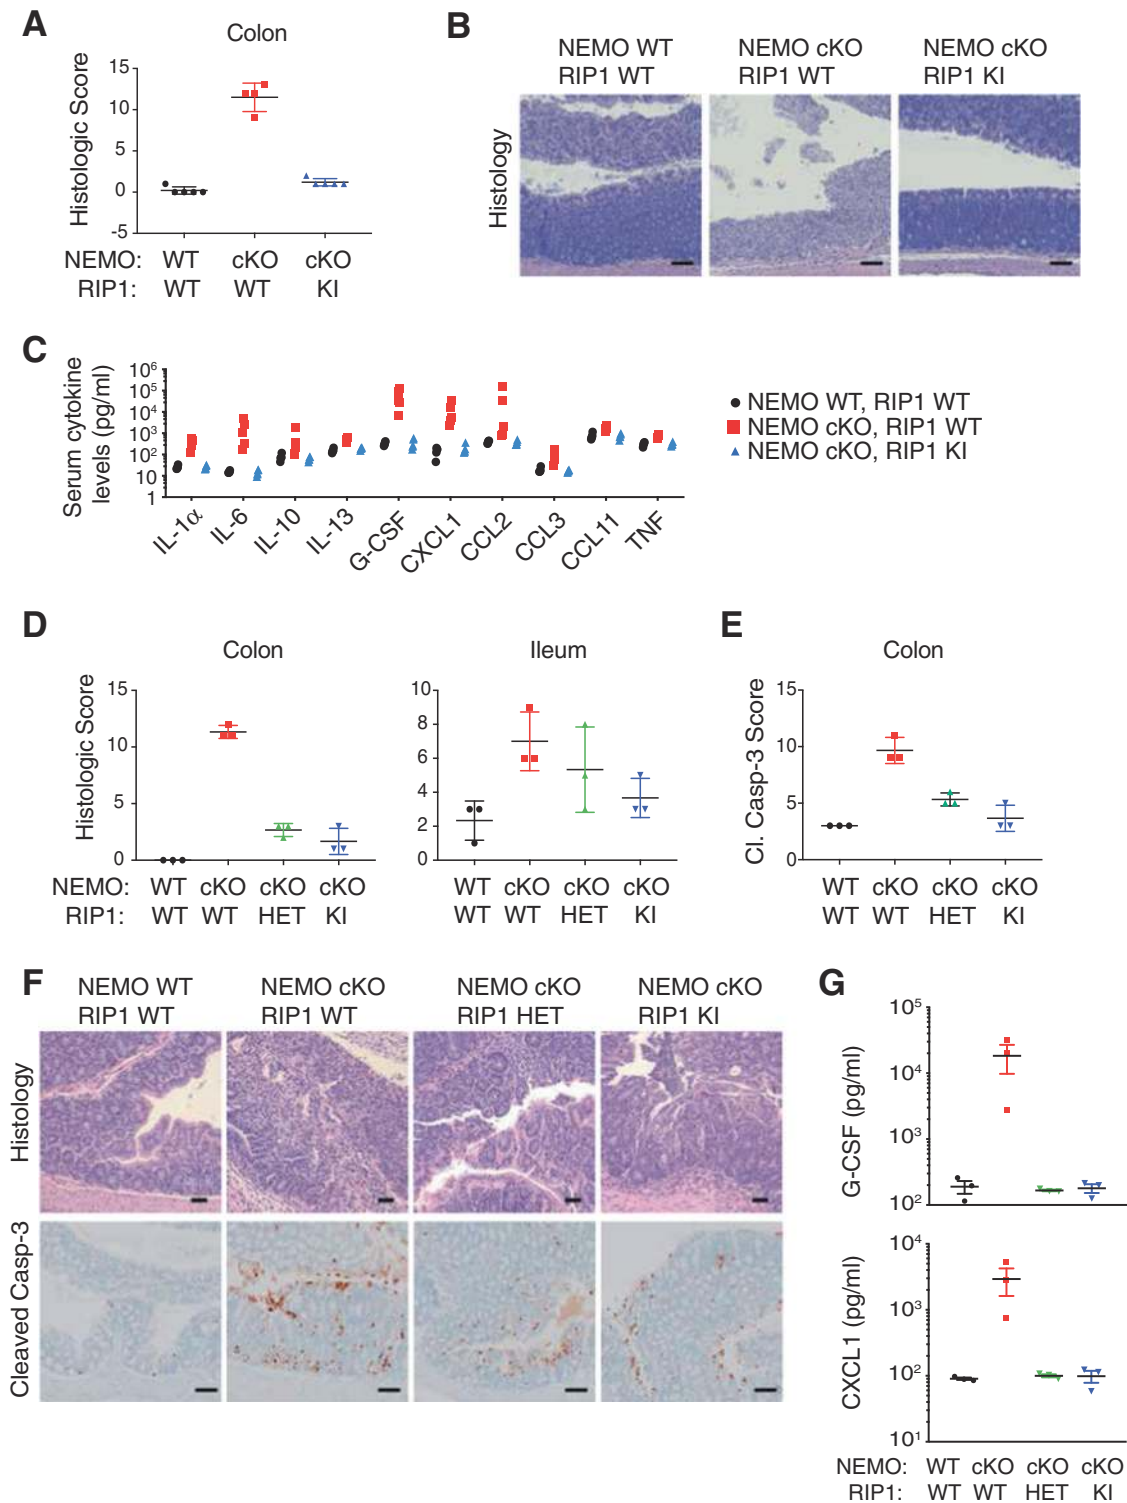 A
Colon
Histologic Score
15
10
5
0
-5
NEMO: WT cKO cKO
RIP1: WT WT KI
B
NEMO WT NEMO cKO NEMO cKO
RIP1 WT RIP1 WT RIP1 KI
Histology
C
Serum cytokine
levels (pg/ml)
10⁶
10⁵
10⁴
10³
10²
10
1
IL-1α IL-6 IL-10 IL-13 G-CSF CXCL1 CCL2 CCL3 CCL11 TNF
NEMO WT, RIP1 WT
NEMO cKO, RIP1 WT
NEMO cKO, RIP1 KI
D
Colon
Histologic Score
15
10
5
0
NEMO: WT cKO cKO cKO
RIP1: WT WT HET KI
Ileum
10
8
6
4
2
0
WT cKO cKO cKO
WT WT HET KI
E
Colon
Cl. Casp-3 Score
15
10
5
0
WT cKO cKO cKO
WT WT HET KI
F
NEMO WT NEMO cKO NEMO cKO NEMO cKO
RIP1 WT RIP1 WT RIP1 HET RIP1 KI
Histology
Cleaved Casp-3
G
G-CSF (pg/ml)
10⁵
10⁴
10³
10²
CXCL1 (pg/ml)
10⁴
10³
10²
10¹
NEMO: WT cKO cKO cKO
RIP1: WT WT HET KI